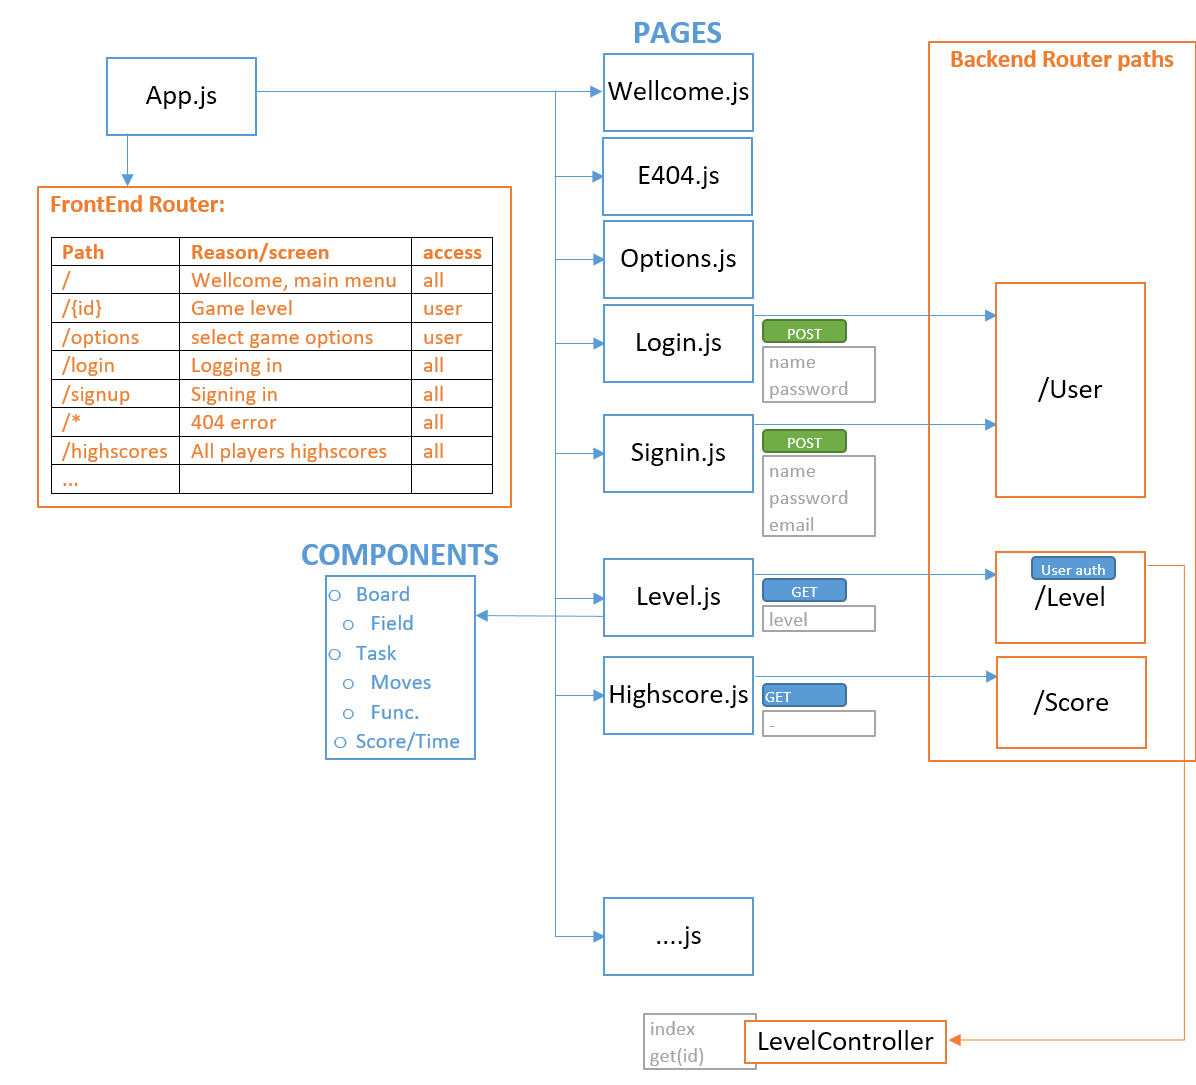 PAGES
App.js
Wellcome.js
E404.js
Options.js
Login.js
POST
name
password
Signin.js
POST
name
password
email
Level.js
GET
level
Highscore.js
GET
-
....js
Backend Router paths
/User
User auth
/Level
/Score
FrontEnd Router:
Path Reason/screen access
/ Wellcome, main menu all
/{id} Game level user
/options select game options user
/login Logging in all
/signup Signing in all
/* 404 error all
/highscores All players highscores all
...
COMPONENTS
o Board
o Field
o Task
o Moves
o Func.
o Score/Time
index
get(id)
LevelController